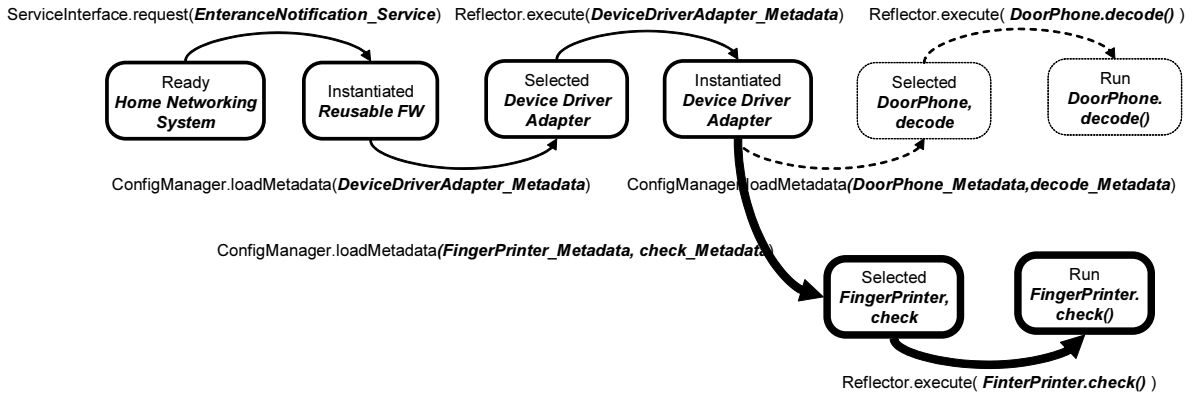 ServiceInterface.request(EnteranceNotification_Service)
Reflector.execute(DeviceDriverAdapter_Metadata)
Reflector.execute( DoorPhone.decode() )
Ready
Home Networking
System
Instantiated
Reusable FW
Selected
Device Driver
Adapter
Instantiated
Device Driver
Adapter
Selected
DoorPhone,
decode
Run
DoorPhone.
decode()
ConfigManager.loadMetadata(DeviceDriverAdapter_Metadata)
ConfigManager.loadMetadata(DoorPhone_Metadata,decode_Metadata)
ConfigManager.loadMetadata(FingerPrinter_Metadata, check_Metadata)
Selected
FingerPrinter,
check
Run
FingerPrinter.
check()
Reflector.execute( FinterPrinter.check() )